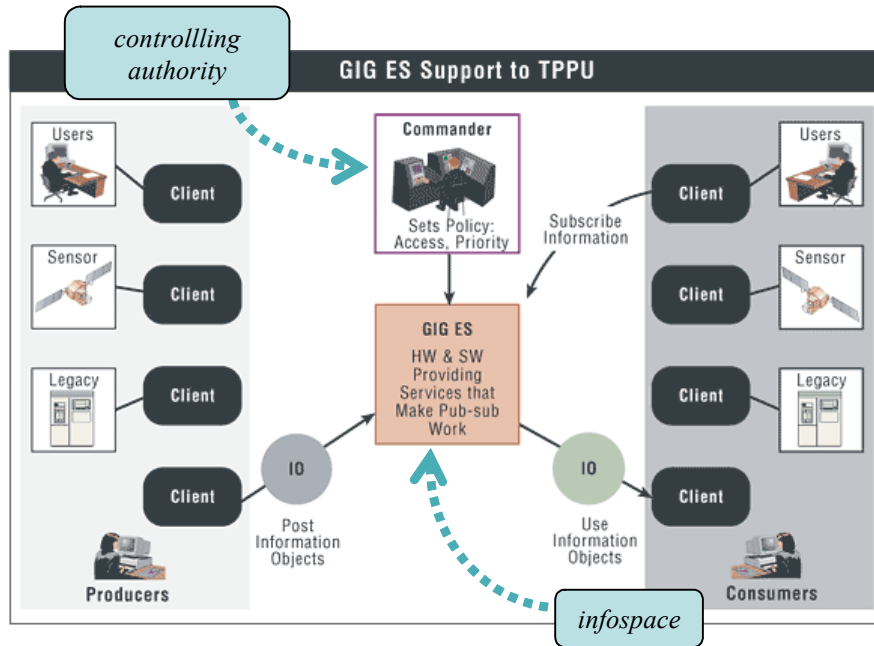 controllling
authority
GIG ES Support to TPPU
Users
Client
Sensor
Client
Legacy
Client
Client
Producers
Commander
Sets Policy:
Access, Priority
GIG ES
HW & SW
Providing
Services that
Make Pub-sub
Work
IO
Post
Information
Objects
Subscribe
Information
IO
Use
Information
Objects
Users
Client
Sensor
Client
Legacy
Client
Client
Consumers
infospace